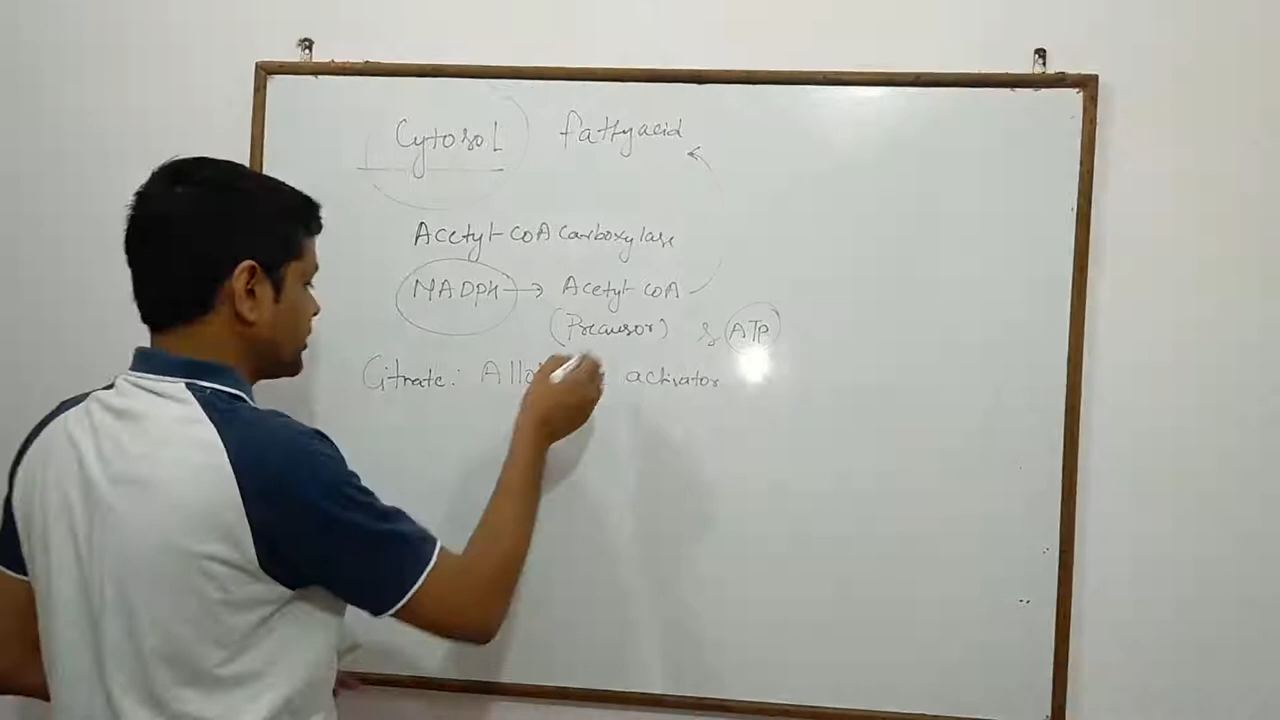 Cytosol fattyacid
Acetyl-CoA carboxylase
NADPH → Acetyl CoA
(Precursor) & ATP
Citrate: activator